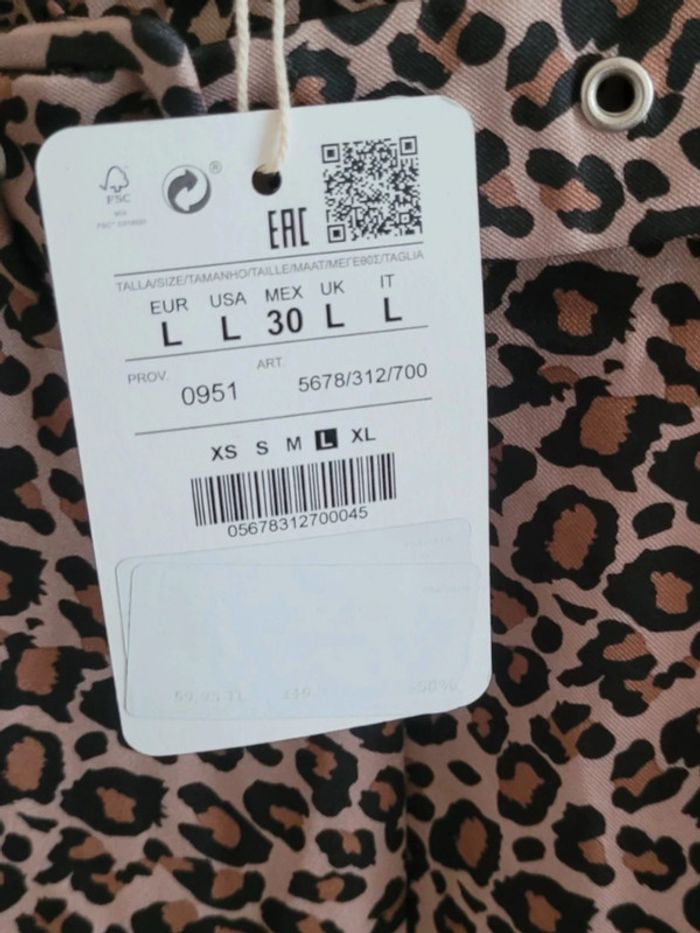 FSC
®
EAC
TALLA/SIZE/TAMANHO/TAILLE/MAAT/ΜΕΓΕΘΟΣ/TAGLIA
EUR USA MEX UK IT
L L 30 L L
PROV. ART.
0951 5678/312/700
XS S M L XL
05678312700045